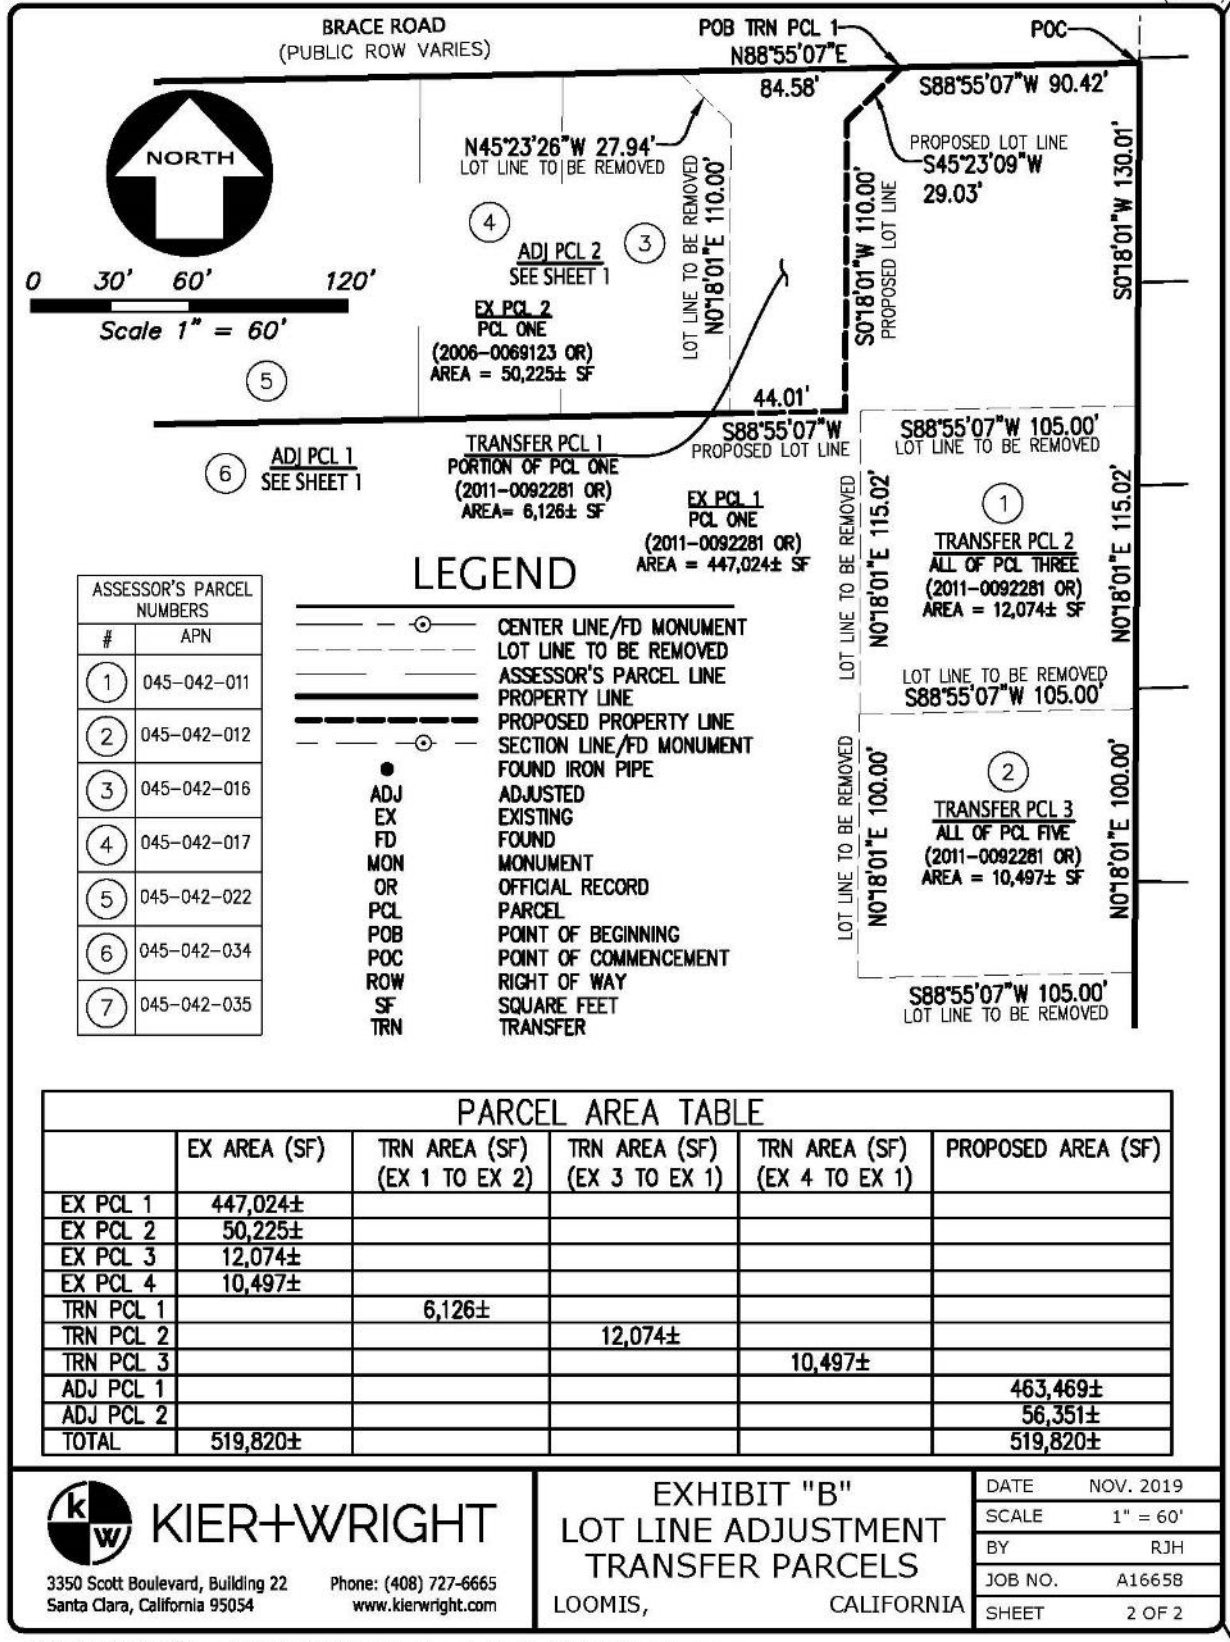 BRACE ROAD
(PUBLIC ROW VARIES)
POB TRN PCL 1
N88°55'07"E
84.58'
POC
S88°55'07"W 90.42'
NORTH
N45°23'26"W 27.94'
LOT LINE TO BE REMOVED
PROPOSED LOT LINE
S45°23'09"W
29.03'
S0°18'01"W 130.01'
LOT LINE TO BE REMOVED
N0°18'01"E 110.00'
S0°18'01"W 110.00'
PROPOSED LOT LINE
4
3
ADJ PCL 2
SEE SHEET 1
0 30' 60' 120'
Scale 1" = 60'
EX PCL 2
PCL ONE
(2006-0069123 OR)
AREA = 50,225± SF
5
44.01'
S88°55'07"W
PROPOSED LOT LINE
S88°55'07"W 105.00'
LOT LINE TO BE REMOVED
6
ADJ PCL 1
SEE SHEET 1
TRANSFER PCL 1
PORTION OF PCL ONE
(2011-0092281 OR)
AREA= 6,126± SF
EX PCL 1
PCL ONE
(2011-0092281 OR)
AREA = 447,024± SF
LOT LINE TO BE REMOVED
N0°18'01"E 115.02'
1
TRANSFER PCL 2
ALL OF PCL THREE
(2011-0092281 OR)
AREA = 12,074± SF
N0°18'01"E 115.02'
LOT LINE TO BE REMOVED
S88°55'07"W 105.00'
LOT LINE TO BE REMOVED
N0°18'01"E 100.00'
2
TRANSFER PCL 3
ALL OF PCL FIVE
(2011-0092281 OR)
AREA = 10,497± SF
N0°18'01"E 100.00'
S88°55'07"W 105.00'
LOT LINE TO BE REMOVED
ASSESSOR'S PARCEL
NUMBERS
# APN
1 045-042-011
2 045-042-012
3 045-042-016
4 045-042-017
5 045-042-022
6 045-042-034
7 045-042-035
LEGEND
CENTER LINE/FD MONUMENT
LOT LINE TO BE REMOVED
ASSESSOR'S PARCEL LINE
PROPERTY LINE
PROPOSED PROPERTY LINE
SECTION LINE/FD MONUMENT
FOUND IRON PIPE
ADJ ADJUSTED
EX EXISTING
FD FOUND
MON MONUMENT
OR OFFICIAL RECORD
PCL PARCEL
POB POINT OF BEGINNING
POC POINT OF COMMENCEMENT
ROW RIGHT OF WAY
SF SQUARE FEET
TRN TRANSFER
PARCEL AREA TABLE
EX AREA (SF) TRN AREA (SF) TRN AREA (SF) TRN AREA (SF) PROPOSED AREA (SF)
(EX 1 TO EX 2) (EX 3 TO EX 1) (EX 4 TO EX 1)
EX PCL 1 447,024±
EX PCL 2 50,225±
EX PCL 3 12,074±
EX PCL 4 10,497±
TRN PCL 1 6,126±
TRN PCL 2 12,074±
TRN PCL 3 10,497±
ADJ PCL 1 463,469±
ADJ PCL 2 56,351±
TOTAL 519,820± 519,820±
k w
KIER+WRIGHT
3350 Scott Boulevard, Building 22 Phone: (408) 727-6665
Santa Clara, California 95054 www.kierwright.com
EXHIBIT "B"
LOT LINE ADJUSTMENT
TRANSFER PARCELS
LOOMIS, CALIFORNIA
DATE NOV. 2019
SCALE 1" = 60'
BY RJH
JOB NO. A16658
SHEET 2 OF 2